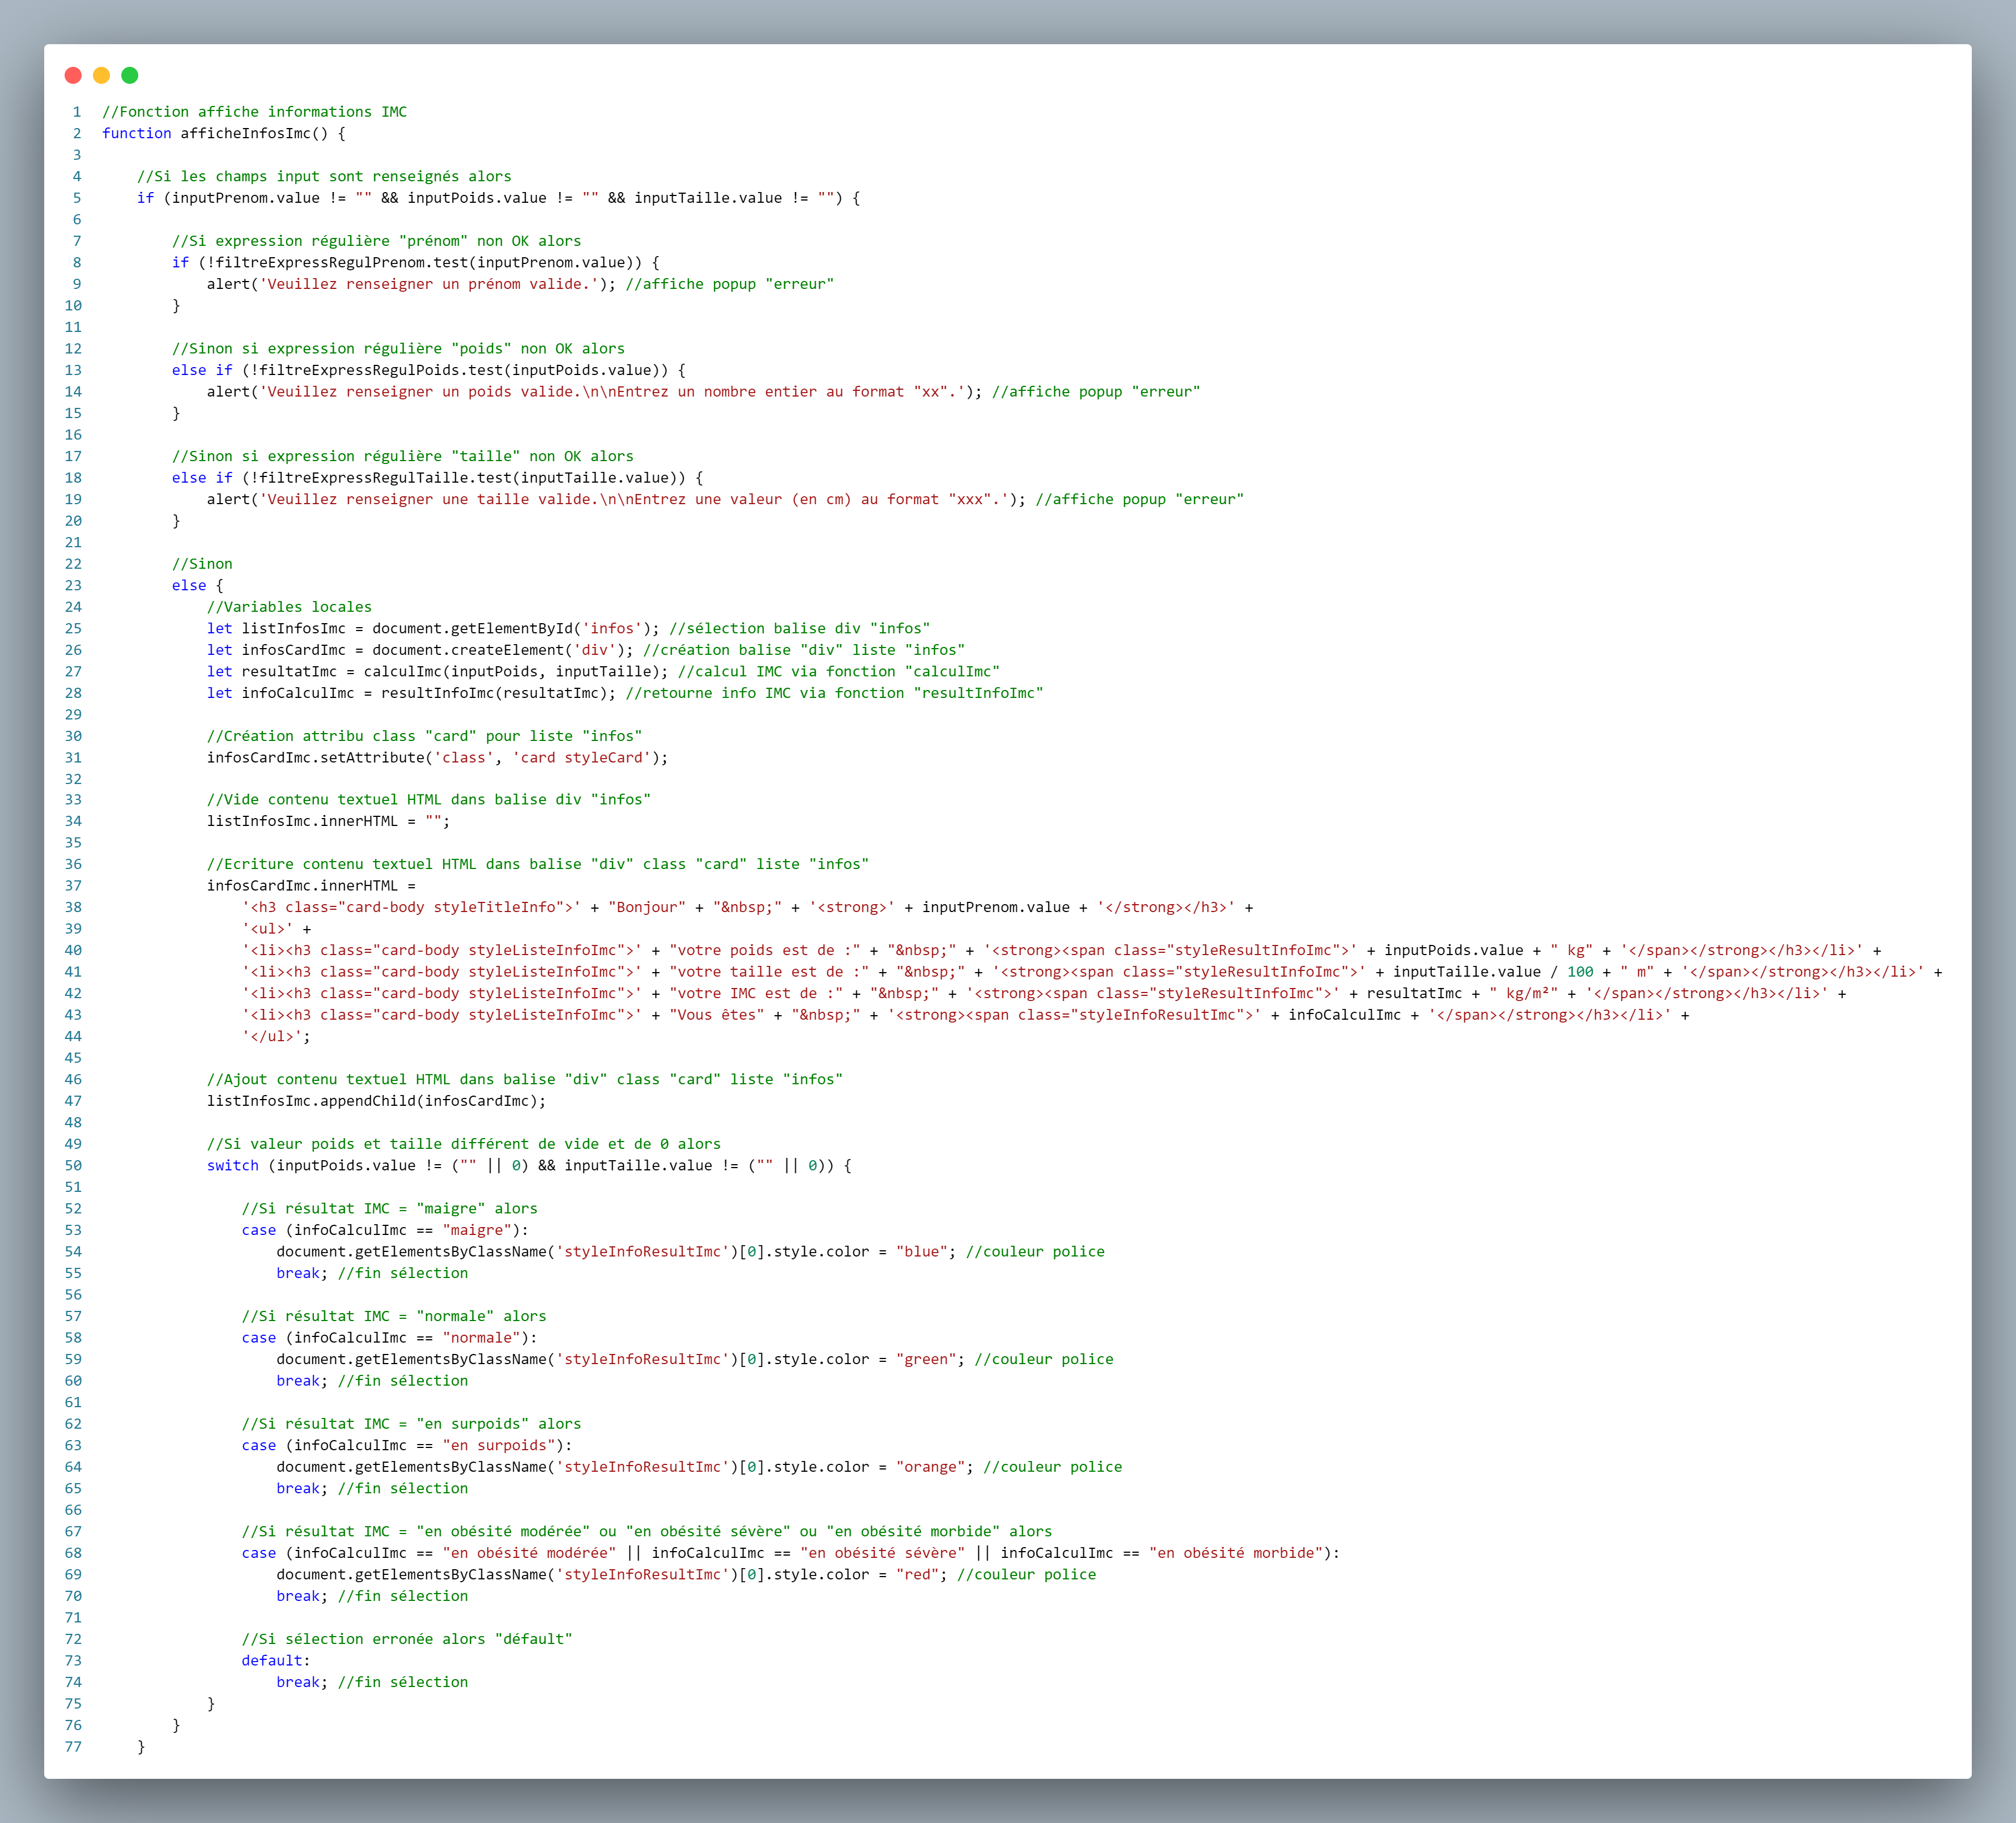 1 //Fonction affiche informations IMC
2 function afficheInfosImc() {
3
4     //Si les champs input sont renseignés alors
5     if (inputPrenom.value != "" && inputPoids.value != "" && inputTaille.value != "") {
6
7         //Si expression régulière "prénom" non OK alors
8         if (!filtreExpressRegulPrenom.test(inputPrenom.value)) {
9             alert('Veuillez renseigner un prénom valide.'); //affiche popup "erreur"
10         }
11
12         //Sinon si expression régulière "poids" non OK alors
13         else if (!filtreExpressRegulPoids.test(inputPoids.value)) {
14             alert('Veuillez renseigner un poids valide.\n\nEntrez un nombre entier au format "xx".'); //affiche popup "erreur"
15         }
16
17         //Sinon si expression régulière "taille" non OK alors
18         else if (!filtreExpressRegulTaille.test(inputTaille.value)) {
19             alert('Veuillez renseigner une taille valide.\n\nEntrez une valeur (en cm) au format "xxx".'); //affiche popup "erreur"
20         }
21
22         //Sinon
23         else {
24             //Variables locales
25             let listInfosImc = document.getElementById('infos'); //sélection balise div "infos"
26             let infosCardImc = document.createElement('div'); //création balise "div" liste "infos"
27             let resultatImc = calculImc(inputPoids, inputTaille); //calcul IMC via fonction "calculImc"
28             let infoCalculImc = resultInfoImc(resultatImc); //retourne info IMC via fonction "resultInfoImc"
29
30             //Création attribu class "card" pour liste "infos"
31             infosCardImc.setAttribute('class', 'card styleCard');
32
33             //Vide contenu textuel HTML dans balise div "infos"
34             listInfosImc.innerHTML = "";
35
36             //Ecriture contenu textuel HTML dans balise "div" class "card" liste "infos"
37             infosCardImc.innerHTML =
38                 '<h3 class="card-body styleTitleInfo">' + "Bonjour" + "&nbsp;" + '<strong>' + inputPrenom.value + '</strong></h3>' +
39                 '<ul>' +
40                 '<li><h3 class="card-body styleListeInfoImc">' + "votre poids est de :" + "&nbsp;" + '<strong><span class="styleResultInfoImc">' + inputPoids.value + " kg" + '</span></strong></h3></li>' +
41                 '<li><h3 class="card-body styleListeInfoImc">' + "votre taille est de :" + "&nbsp;" + '<strong><span class="styleResultInfoImc">' + inputTaille.value / 100 + " m" + '</span></strong></h3></li>' +
42                 '<li><h3 class="card-body styleListeInfoImc">' + "votre IMC est de :" + "&nbsp;" + '<strong><span class="styleResultInfoImc">' + resultatImc + " kg/m²" + '</span></strong></h3></li>' +
43                 '<li><h3 class="card-body styleListeInfoImc">' + "Vous êtes" + "&nbsp;" + '<strong><span class="styleInfoResultImc">' + infoCalculImc + '</span></strong></h3></li>' +
44                 '</ul>';
45
46             //Ajout contenu textuel HTML dans balise "div" class "card" liste "infos"
47             listInfosImc.appendChild(infosCardImc);
48
49             //Si valeur poids et taille différent de vide et de 0 alors
50             switch (inputPoids.value != ("" || 0) && inputTaille.value != ("" || 0)) {
51
52                 //Si résultat IMC = "maigre" alors
53                 case (infoCalculImc == "maigre"):
54                     document.getElementsByClassName('styleInfoResultImc')[0].style.color = "blue"; //couleur police
55                     break; //fin sélection
56
57                 //Si résultat IMC = "normale" alors
58                 case (infoCalculImc == "normale"):
59                     document.getElementsByClassName('styleInfoResultImc')[0].style.color = "green"; //couleur police
60                     break; //fin sélection
61
62                 //Si résultat IMC = "en surpoids" alors
63                 case (infoCalculImc == "en surpoids"):
64                     document.getElementsByClassName('styleInfoResultImc')[0].style.color = "orange"; //couleur police
65                     break; //fin sélection
66
67                 //Si résultat IMC = "en obésité modérée" ou "en obésité sévère" ou "en obésité morbide" alors
68                 case (infoCalculImc == "en obésité modérée" || infoCalculImc == "en obésité sévère" || infoCalculImc == "en obésité morbide"):
69                     document.getElementsByClassName('styleInfoResultImc')[0].style.color = "red"; //couleur police
70                     break; //fin sélection
71
72                 //Si sélection erronée alors "défault"
73                 default:
74                     break; //fin sélection
75             }
76         }
77     }